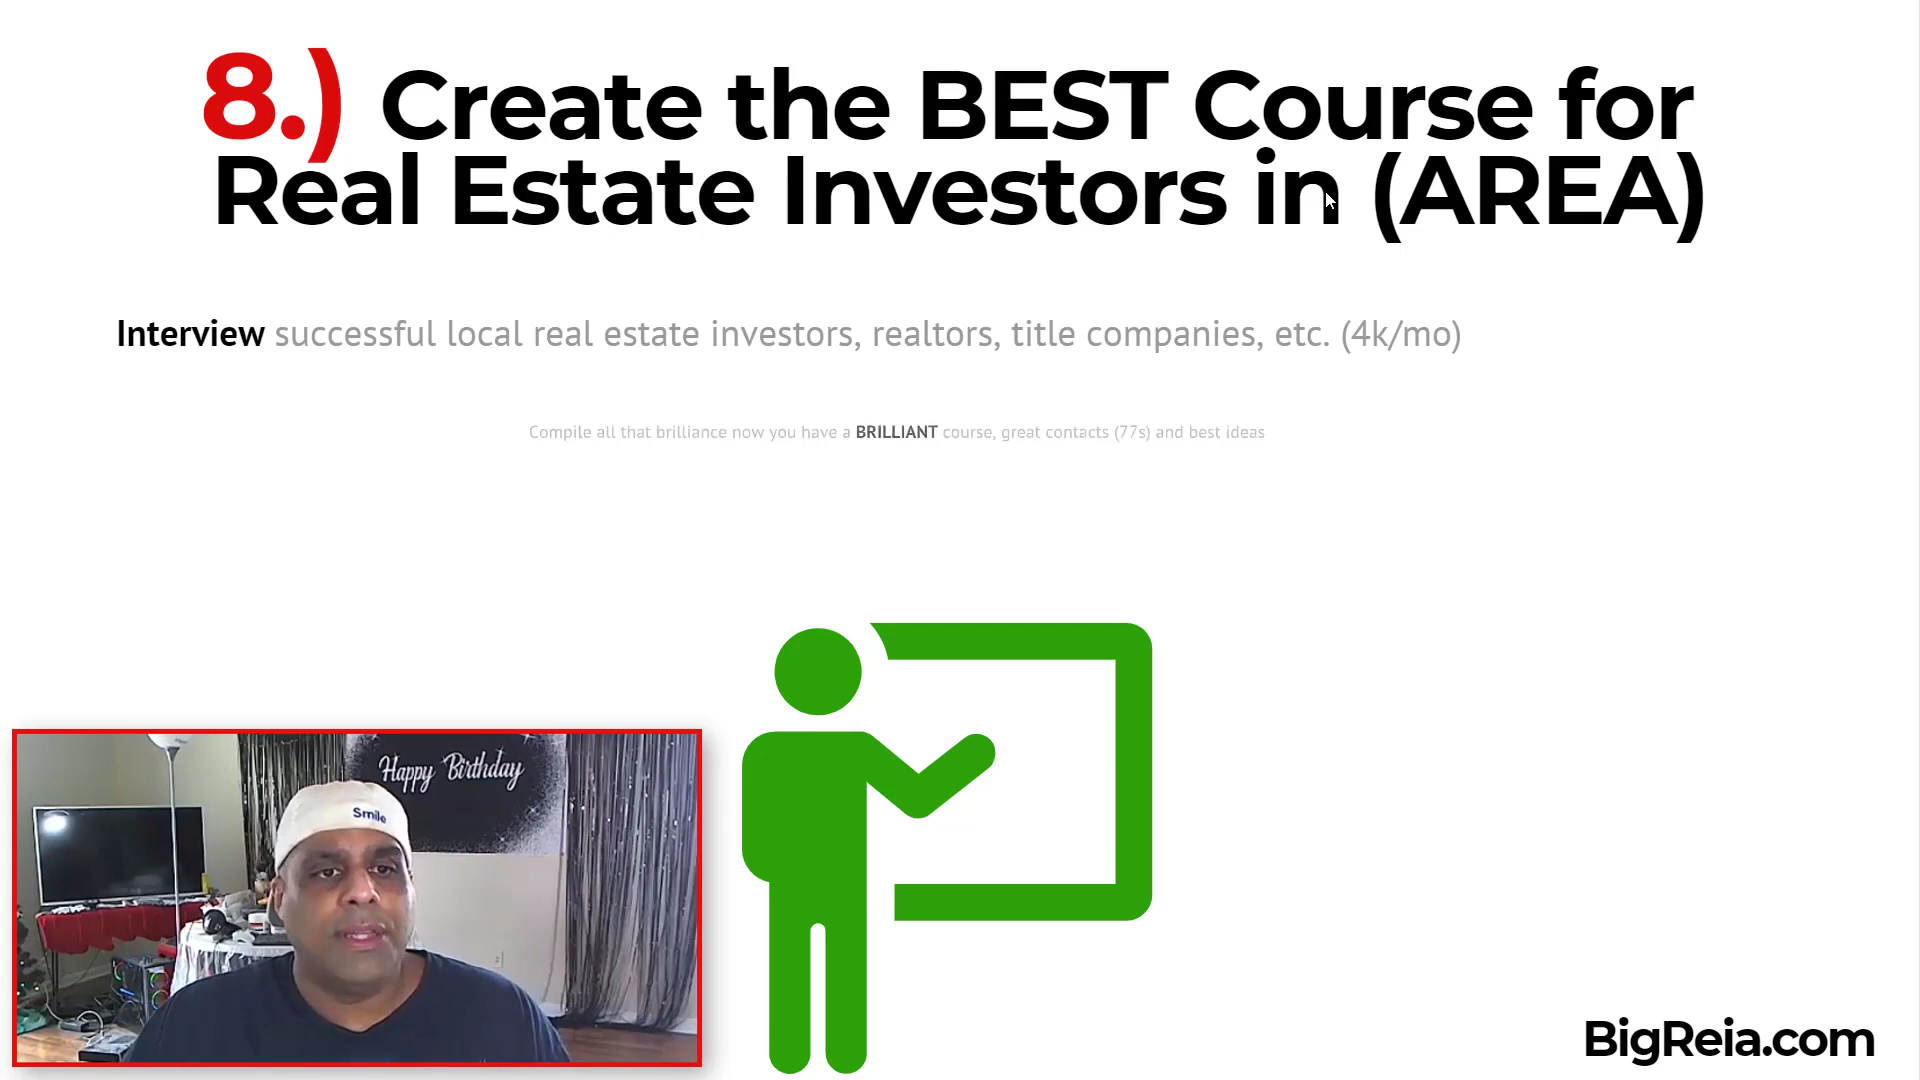 8.) Create the BEST Course for
Real Estate Investors in (AREA)
Interview successful local real estate investors, realtors, title companies, etc. (4k/mo)
Compile all that brilliance now you have a BRILLIANT course, great contacts (77s) and best ideas
Happy Birthday
Smile
BigReia.com